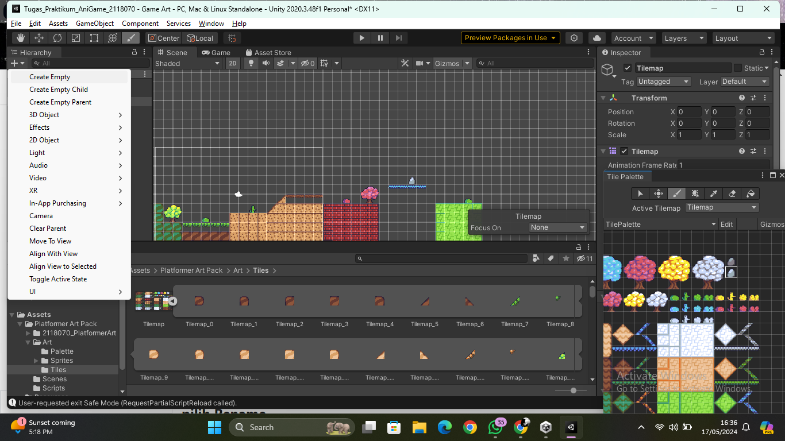 Tugas_Praktikum_AniGame_2118070 - Game Art - PC, Mac & Linux Standalone - Unity 2020.3.48f1 Personal* <DX11>
File Edit Assets GameObject Component Services Window Help
Center Local Preview Packages in Use Account Layers Layout
Hierarchy
All
Create Empty
Create Empty Child
Create Empty Parent
3D Object
Effects
2D Object
Light
Audio
Video
XR
In-App Purchasing
Camera
Clear Parent
Move To View
Align With View
Align View to Selected
Toggle Active State
UI
Scene Game Asset Store
Shaded 2D 0 Gizmos All
Tilemap
Focus On None
Inspector
Tilemap Static
Tag Untagged Layer Default
Transform
Position X 0 Y 0 Z 0
Rotation X 0 Y 0 Z 0
Scale X 1 Y 1 Z 1
Tilemap
Animation Frame Rate 1
Tile Palette
Active Tilemap Tilemap
TilePalette Edit Gizmos
11
Assets > Platformer Art Pack > Art > Tiles >
Tilemap Tilemap_0 Tilemap_1 Tilemap_2 Tilemap_3 Tilemap_4 Tilemap_5 Tilemap_6 Tilemap_7 Tilemap_8
Tilemap_9 Tilemap... Tilemap... Tilemap... Tilemap... Tilemap... Tilemap... Tilemap... Tilemap... Tilemap...
Assets
Platformer Art Pack
2118070_PlatformerArt
Art
Palette
Sprites
Tiles
Scenes
Scripts
User-requested exit Safe Mode (RequestPartialScriptReload called).
Activate Windows
Go to Settings to activate Windows.
pilih Rename
Sunset coming
5:18 PM
Search
16:36
17/05/2024